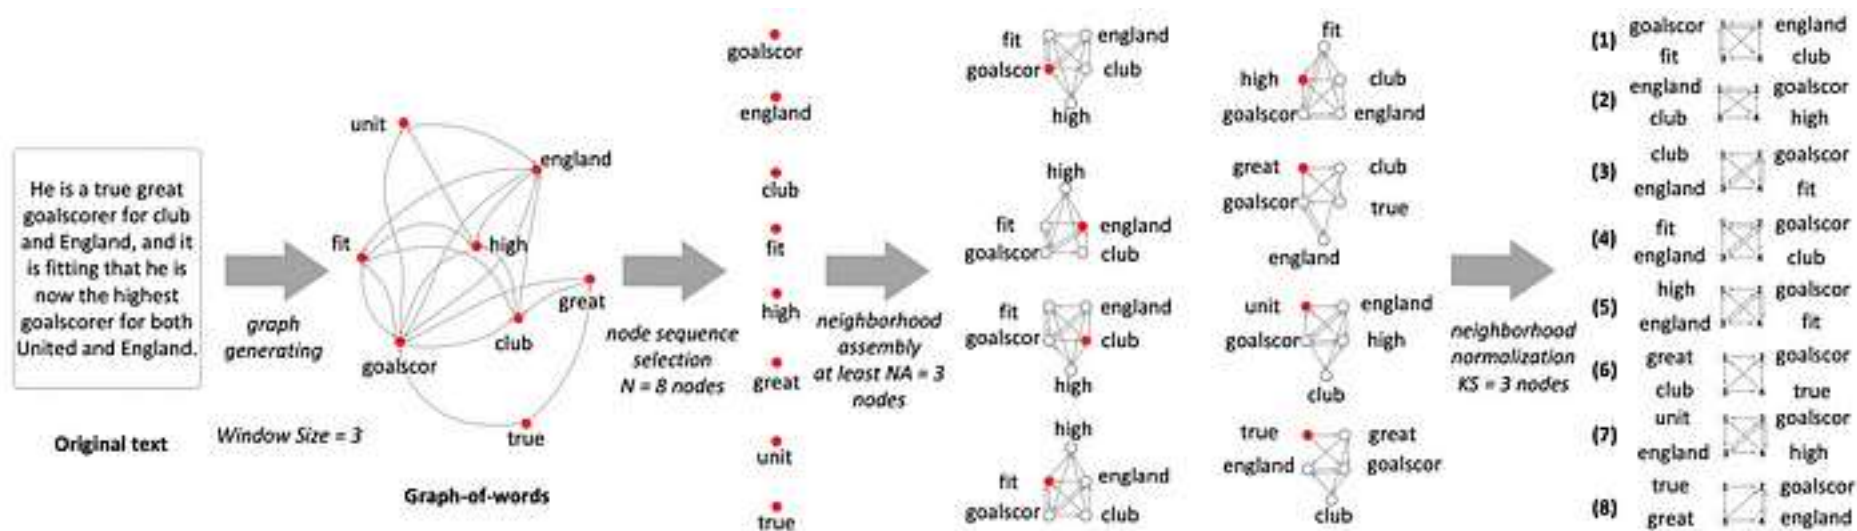 He is a true great
goalscorer for club
and England, and it
is fitting that he is
now the highest
goalscorer for both
United and England.
Original text
graph
generating
Window Size = 3
unit
england
fit
high
great
club
goalscor
true
Graph-of-words
node sequence
selection
N = 8 nodes
goalscor
england
club
fit
high
great
unit
true
neighborhood
assembly
at least NA = 3
nodes
fit
england
goalscor
club
high
high
fit
england
goalscor
club
fit
england
goalscor
club
high
high
fit
england
goalscor
club
fit
high
club
goalscor
england
great
club
goalscor
true
england
unit
england
goalscor
high
club
true
great
england
goalscor
club
neighborhood
normalization
KS = 3 nodes
(1) goalscor england
fit club
(2) england goalscor
club high
(3) club goalscor
england fit
(4) fit goalscor
england club
(5) high goalscor
england fit
(6) great goalscor
club true
(7) unit goalscor
england high
(8) true goalscor
great england